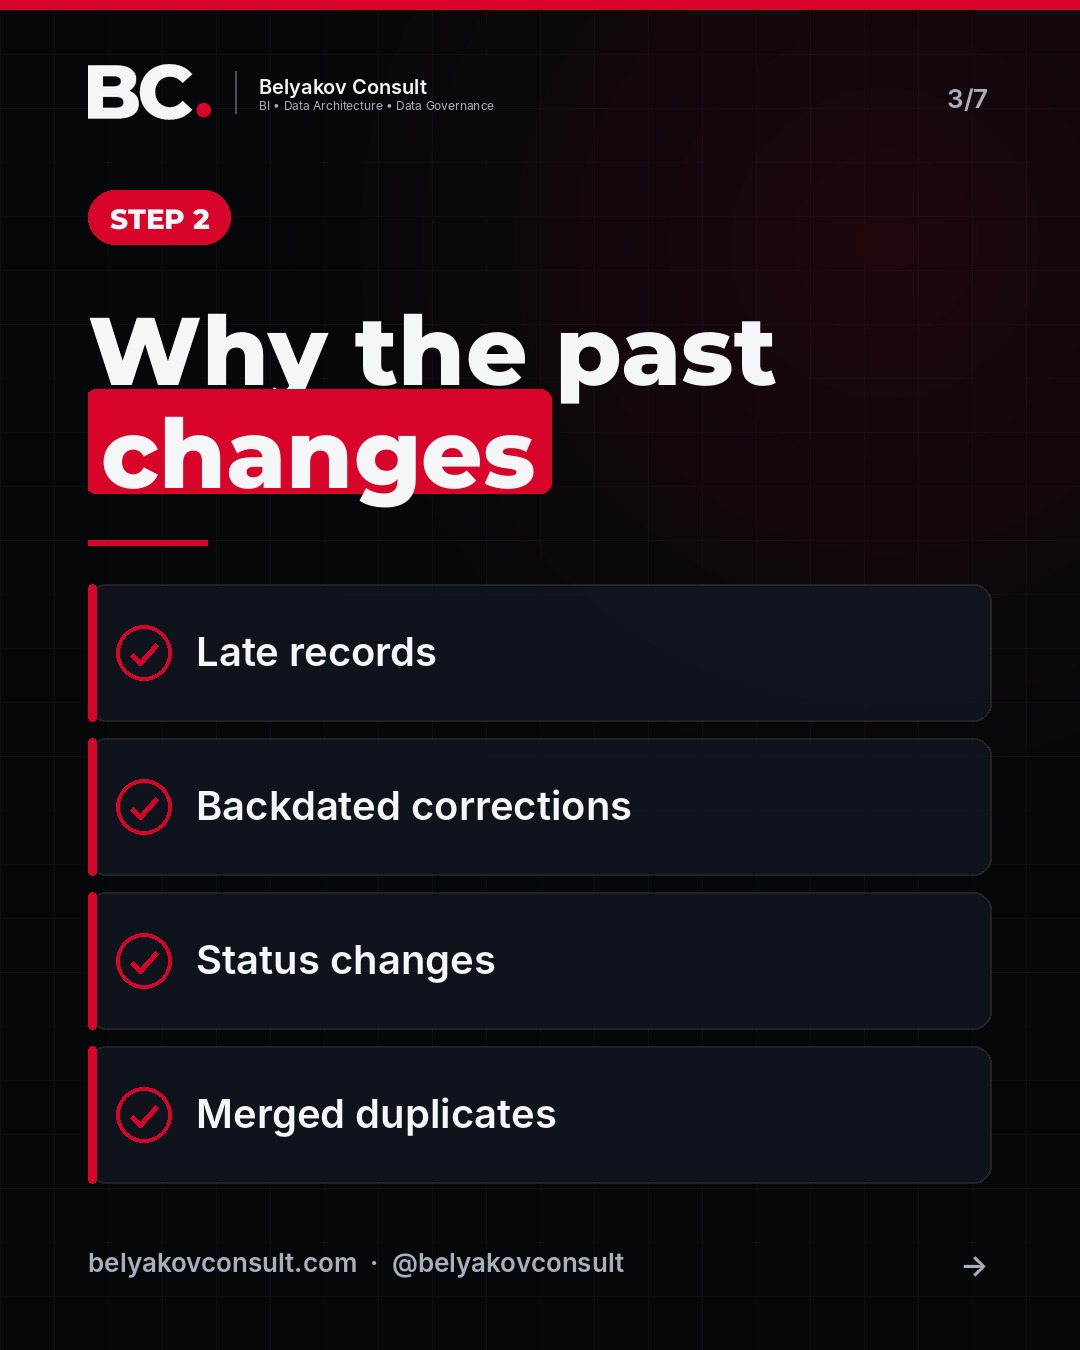 BC.
Belyakov Consult
BI • Data Architecture • Data Governance
3/7
STEP 2
Why the past
changes
Late records
Backdated corrections
Status changes
Merged duplicates
belyakovconsult.com · @belyakovconsult →